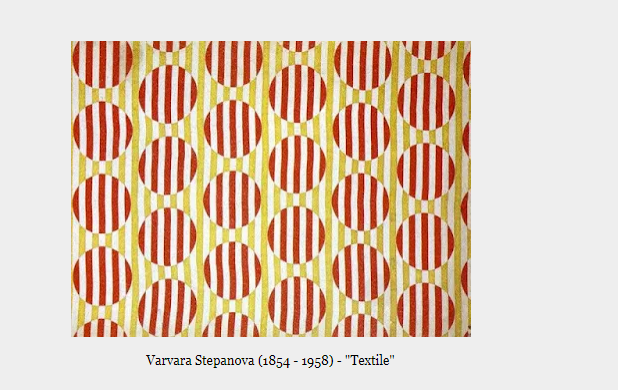 Varvara Stepanova (1854 - 1958) - "Textile"